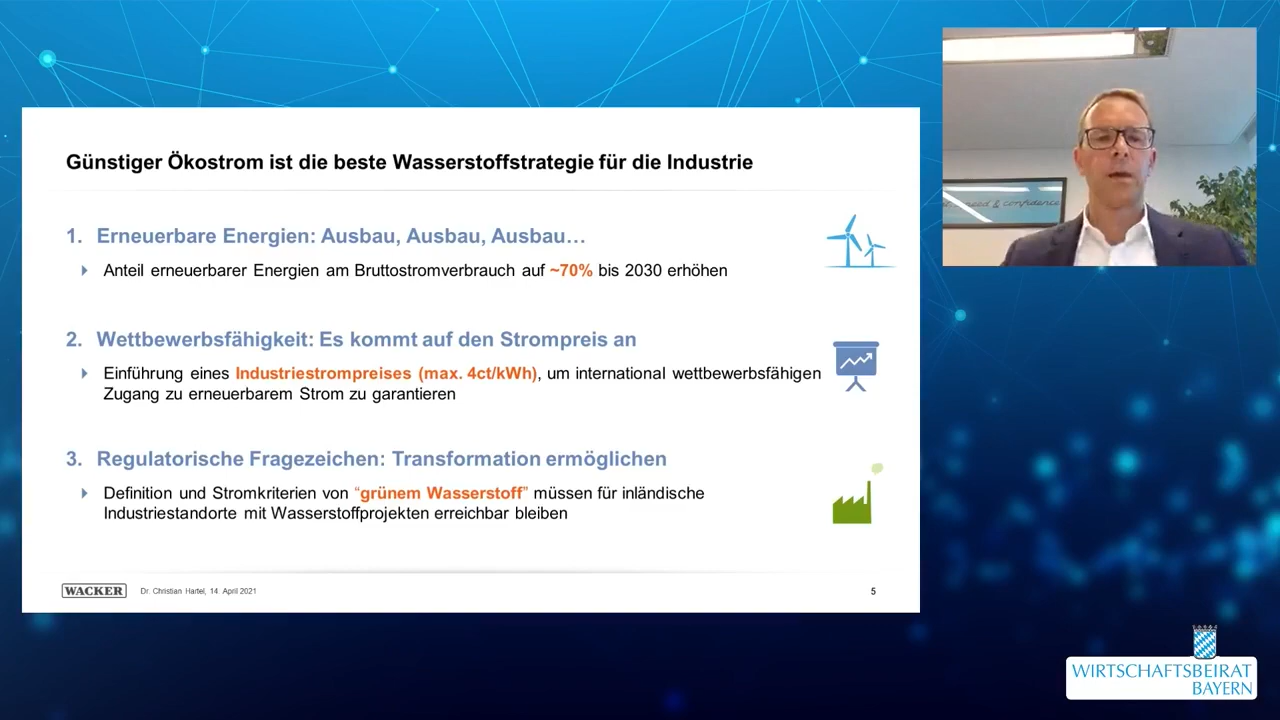 Günstiger Ökostrom ist die beste Wasserstoffstrategie für die Industrie
1. Erneuerbare Energien: Ausbau, Ausbau, Ausbau…
Anteil erneuerbarer Energien am Bruttostromverbrauch auf ~70% bis 2030 erhöhen
2. Wettbewerbsfähigkeit: Es kommt auf den Strompreis an
Einführung eines Industriestrompreises (max. 4ct/kWh), um international wettbewerbsfähigen
Zugang zu erneuerbarem Strom zu garantieren
3. Regulatorische Fragezeichen: Transformation ermöglichen
Definition und Stromkriterien von “grünem Wasserstoff” müssen für inländische
Industriestandorte mit Wasserstoffprojekten erreichbar bleiben
WACKER
Dr. Christian Hartel, 14. April 2021
5
need & confidence
WIRTSCHAFTSBEIRAT
BAYERN